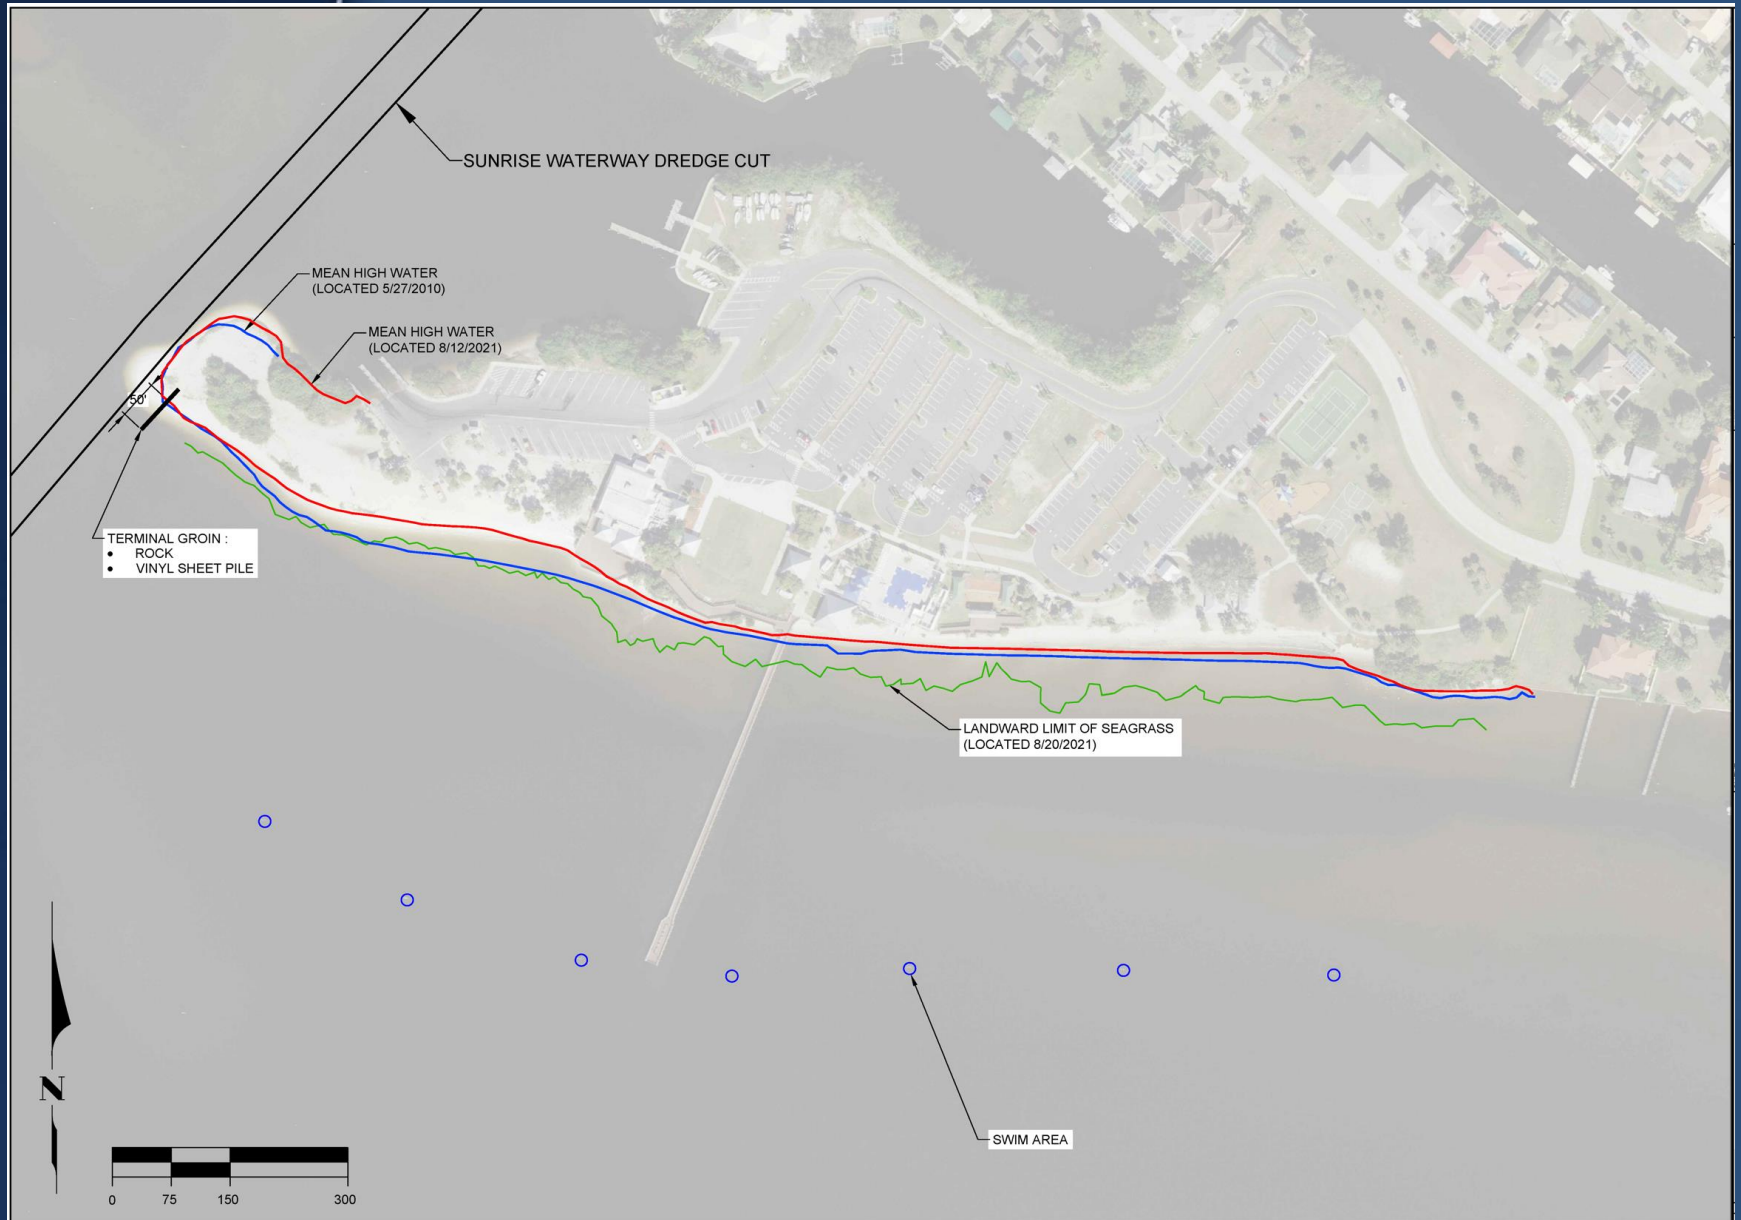 SUNRISE WATERWAY DREDGE CUT
MEAN HIGH WATER
(LOCATED 5/27/2010)
MEAN HIGH WATER
(LOCATED 8/12/2021)
50'
TERMINAL GROIN :
• ROCK
• VINYL SHEET PILE
LANDWARD LIMIT OF SEAGRASS
(LOCATED 8/20/2021)
SWIM AREA
N
0 75 150 300